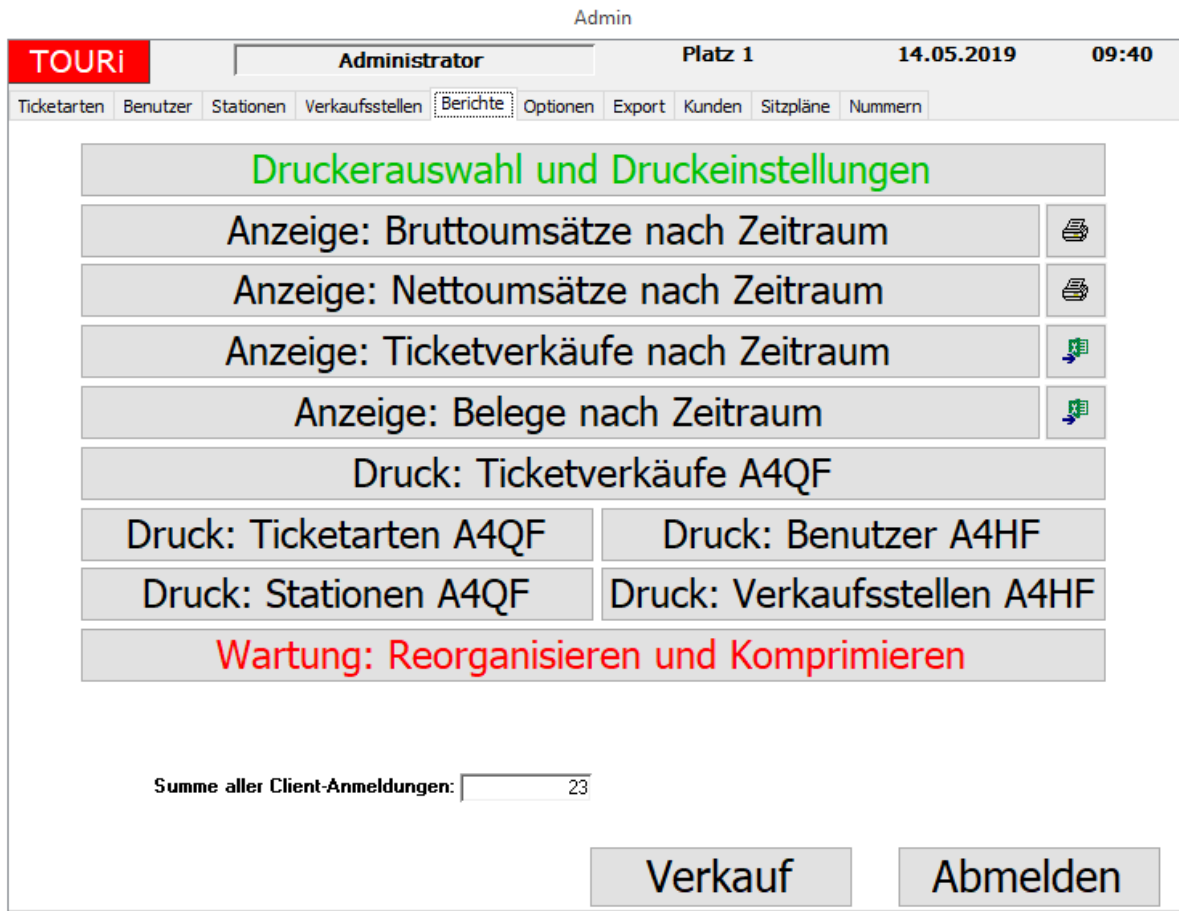 Admin
TOURi Administrator Platz 1 14.05.2019 09:40
Ticketarten Benutzer Stationen Verkaufsstellen Berichte Optionen Export Kunden Sitzpläne Nummern
Druckerauswahl und Druckeinstellungen
Anzeige: Bruttoumsätze nach Zeitraum
Anzeige: Nettoumsätze nach Zeitraum
Anzeige: Ticketverkäufe nach Zeitraum
Anzeige: Belege nach Zeitraum
Druck: Ticketverkäufe A4QF
Druck: Ticketarten A4QF Druck: Benutzer A4HF
Druck: Stationen A4QF Druck: Verkaufsstellen A4HF
Wartung: Reorganisieren und Komprimieren
Summe aller Client-Anmeldungen: 23
Verkauf Abmelden